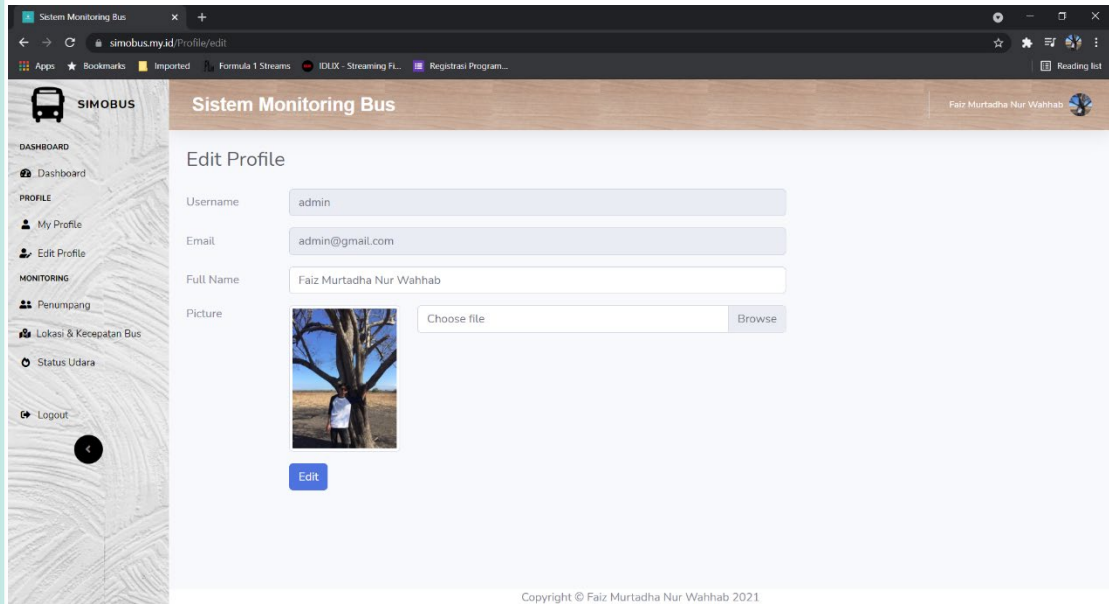 Sistem Monitoring Bus
simobus.my.id/Profile/edit
Apps Bookmarks Imported Formula 1 Streams IDLIX - Streaming Fi... Registrasi Program... Reading list
SIMOBUS
Sistem Monitoring Bus
Faiz Murtadha Nur Wahhab
DASHBOARD
Dashboard
PROFILE
My Profile
Edit Profile
MONITORING
Penumpang
Lokasi & Kecepatan Bus
Status Udara
Logout
Edit Profile
Username admin
Email admin@gmail.com
Full Name Faiz Murtadha Nur Wahhab
Picture Choose file Browse
Edit
Copyright © Faiz Murtadha Nur Wahhab 2021